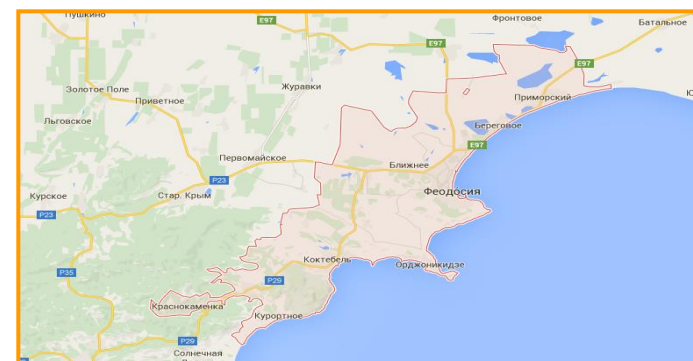 Пушкино
Фронтовое
E97
Батальное
E97
E97
Золотое Поле
Журавки
Приветное
Приморский
Льговское
Береговое
E97
Первомайское
Ближнее
P23
Курское
Стар. Крым
Феодосия
P23
Коктебель
Орджоникидзе
P35
P29
Краснокаменка
Курортное
P29
Солнечная